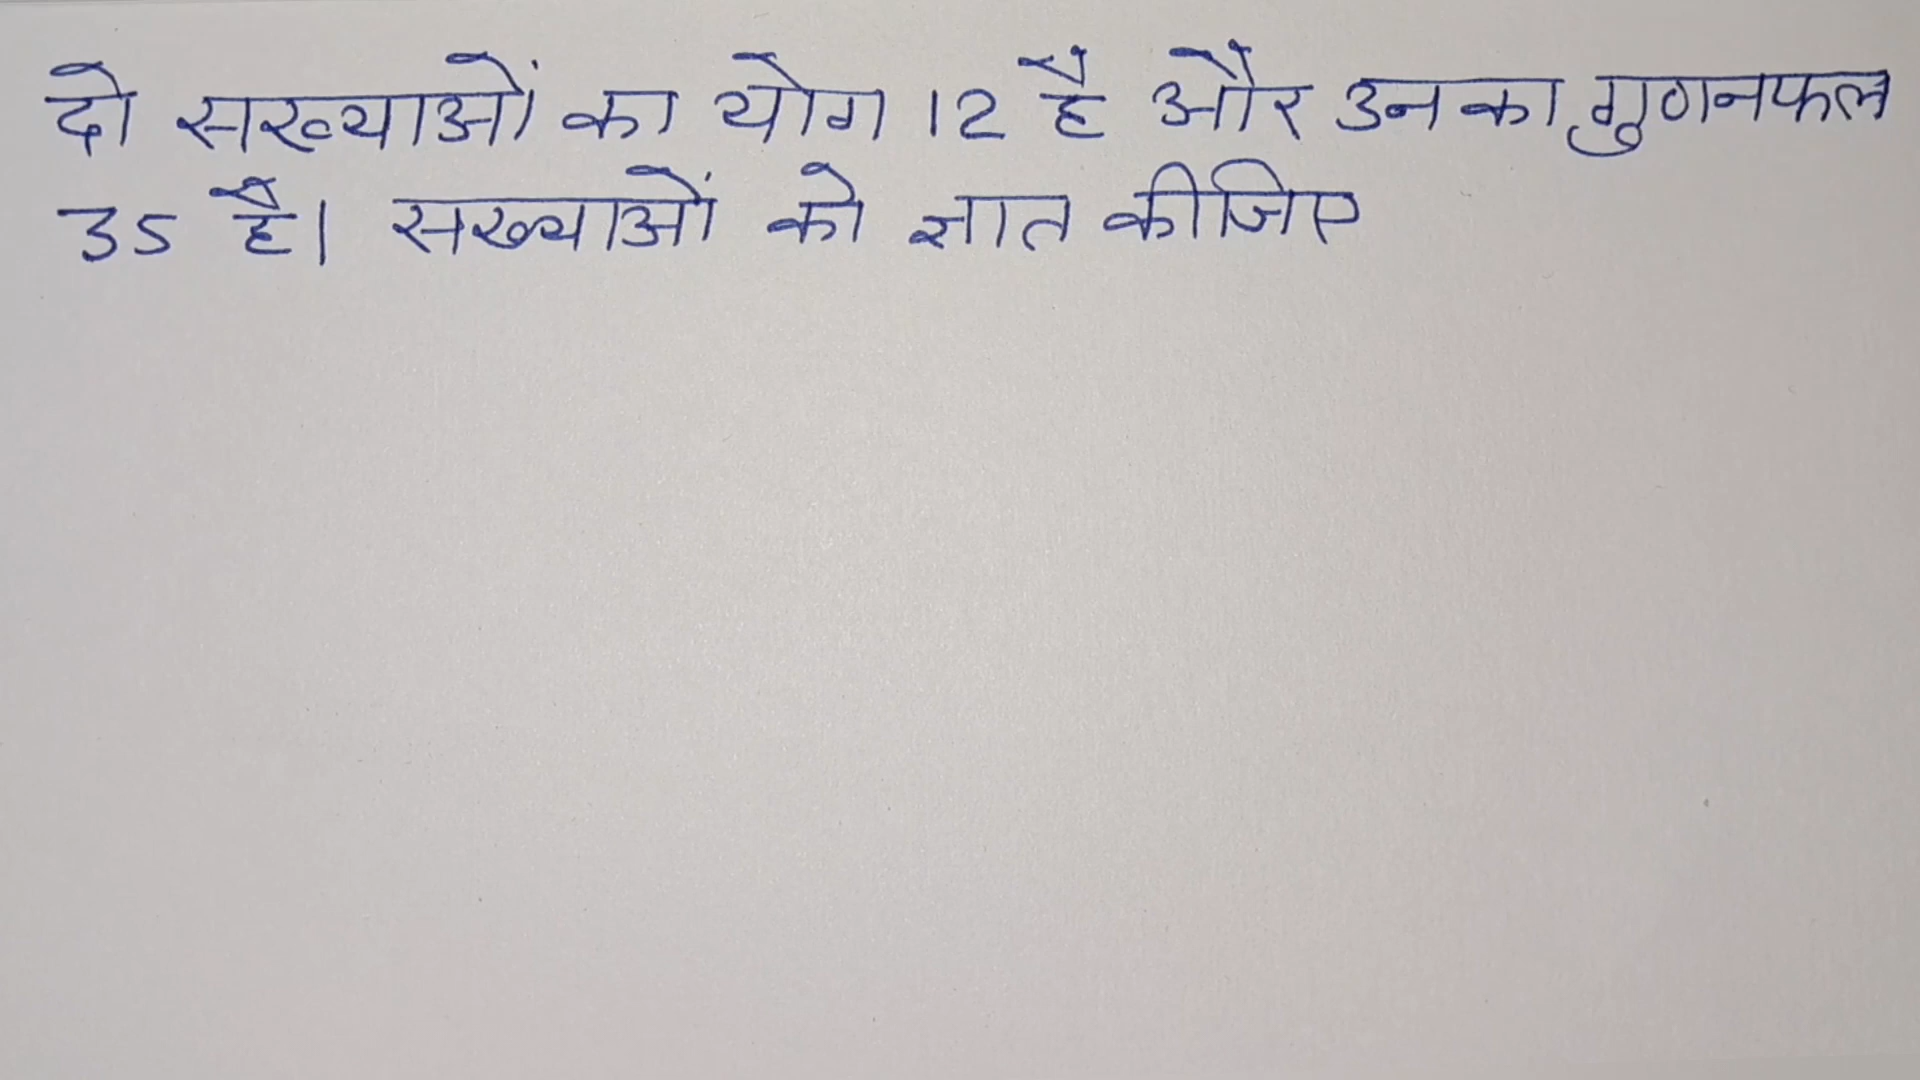 दो सख्याओं का योग 12 है और उनका गुणनफल
35 है। सख्याओं को ज्ञात कीजिए